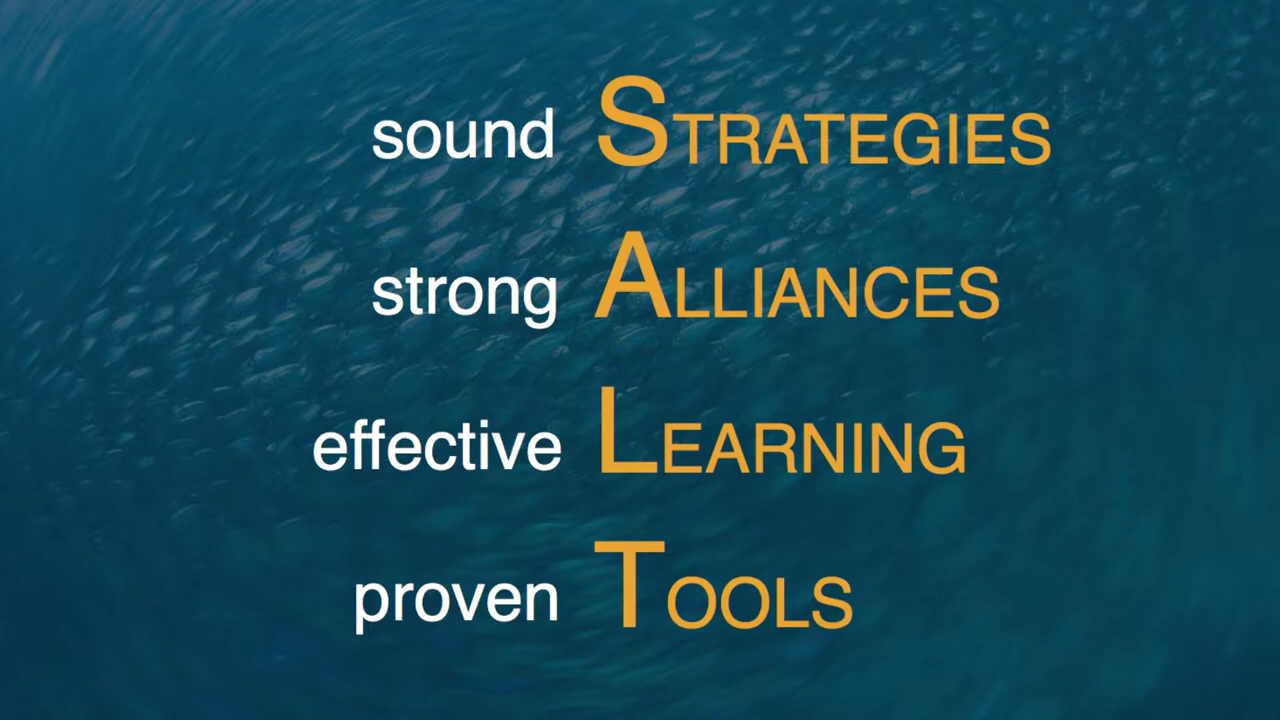 sound STRATEGIES
strong ALLIANCES
effective LEARNING
proven TOOLS